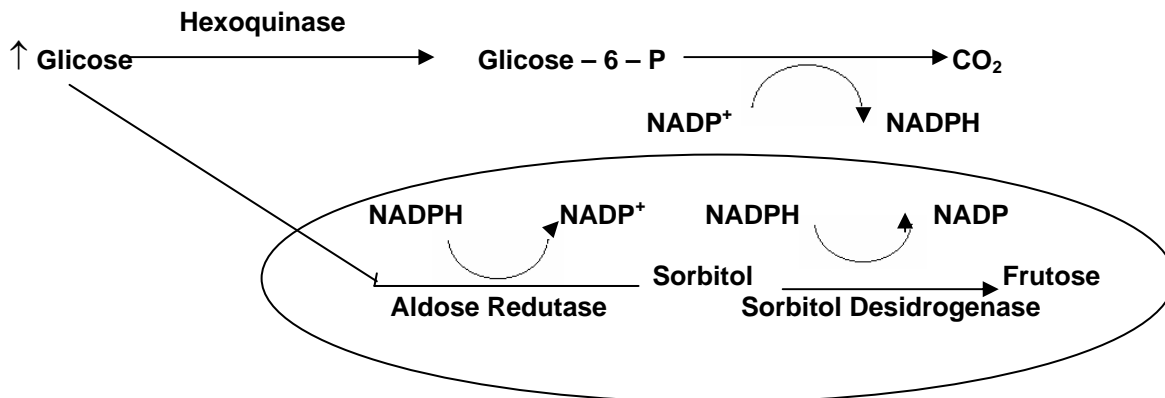 Hexoquinase
↑ Glicose Glicose – 6 – P CO₂
NADP⁺ NADPH
NADPH NADP⁺ NADPH NADP
Sorbitol Frutose
Aldose Redutase Sorbitol Desidrogenase